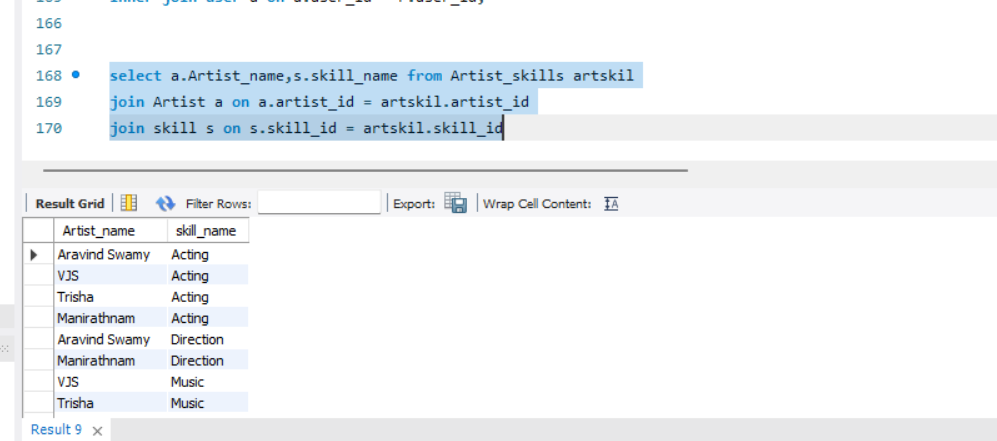 166
167
168 select a.Artist_name,s.skill_name from Artist_skills artskil
169 join Artist a on a.artist_id = artskil.artist_id
170 join skill s on s.skill_id = artskil.skill_id
Result Grid Filter Rows: Export: Wrap Cell Content: IA
Artist_name skill_name
Aravind Swamy Acting
VJS Acting
Trisha Acting
Manirathnam Acting
Aravind Swamy Direction
Manirathnam Direction
VJS Music
Trisha Music
Result 9 ×